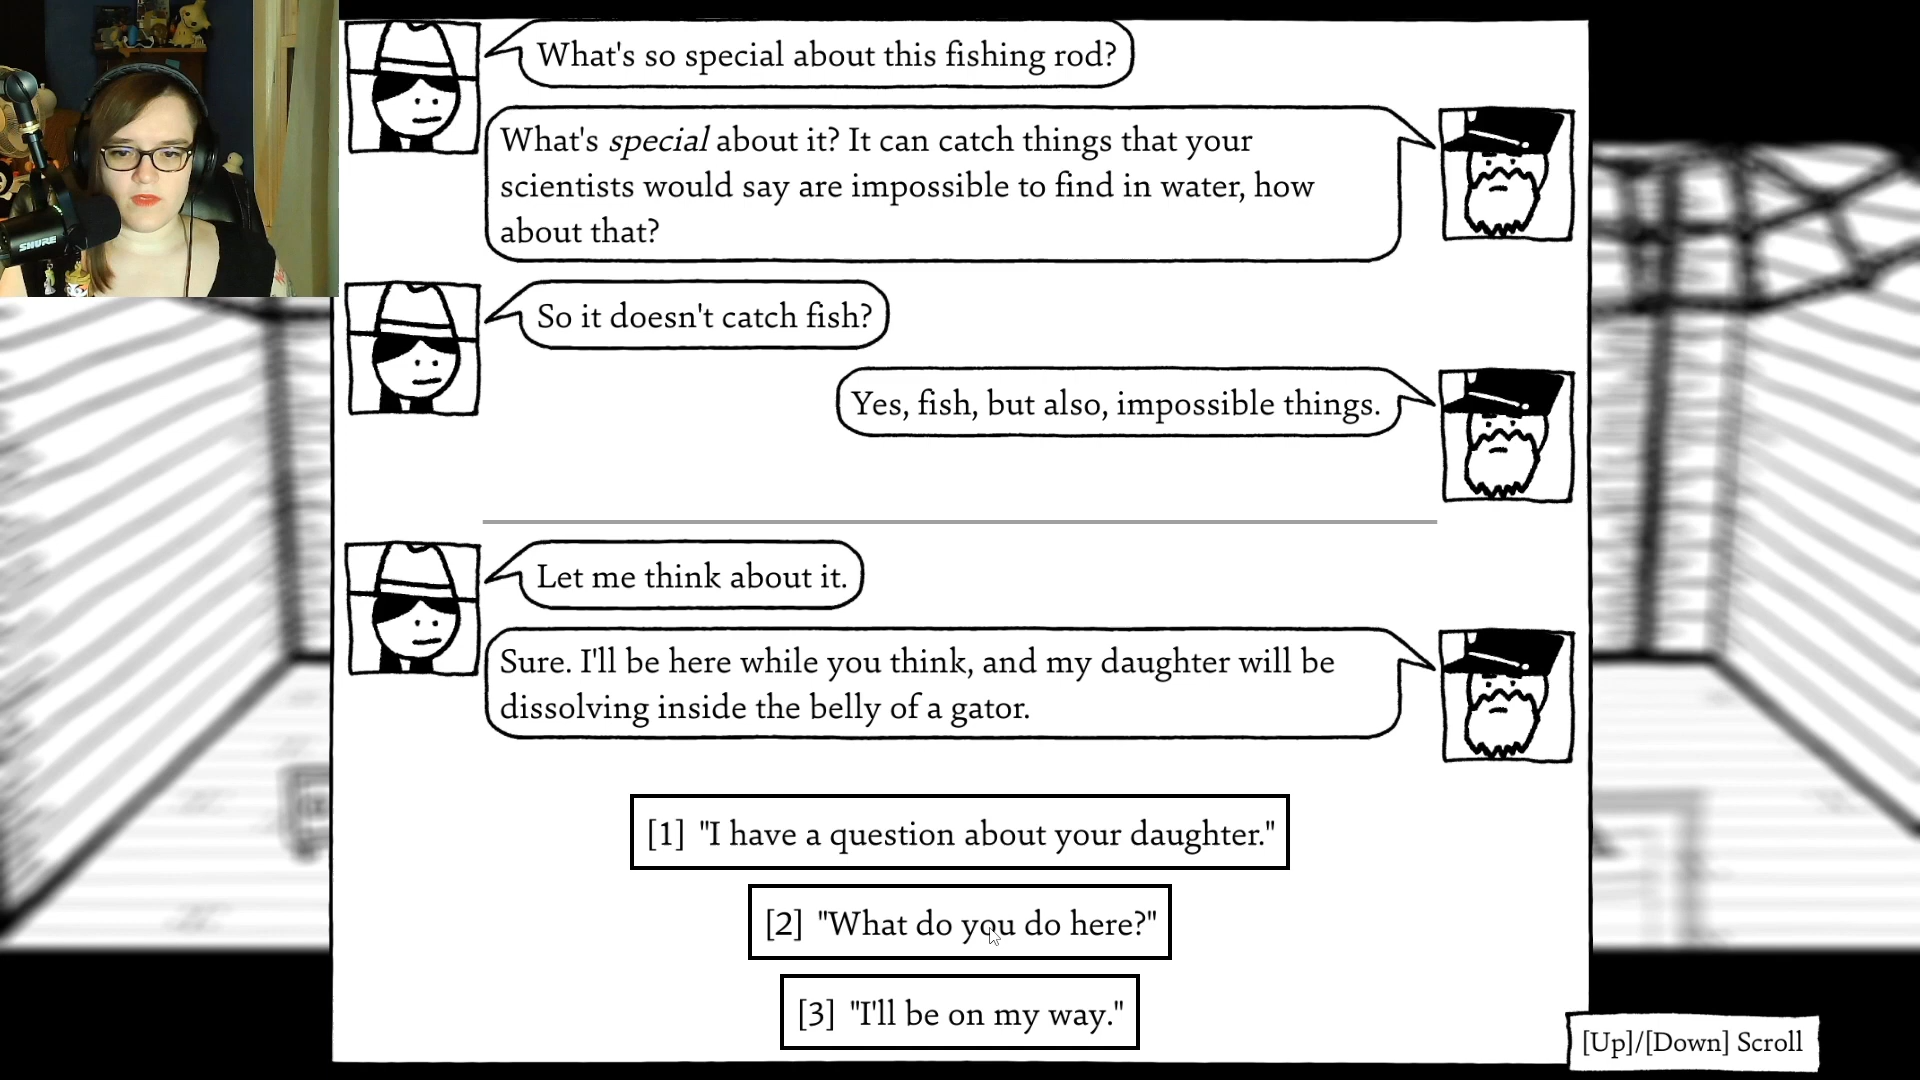 What's so special about this fishing rod?
What's special about it? It can catch things that your
scientists would say are impossible to find in water, how
about that?
So it doesn't catch fish?
Yes, fish, but also, impossible things.
Let me think about it.
Sure. I'll be here while you think, and my daughter will be
dissolving inside the belly of a gator.
[1] "I have a question about your daughter."
[2] "What do you do here?"
[3] "I'll be on my way."
[Up]/[Down] Scroll
SHURE